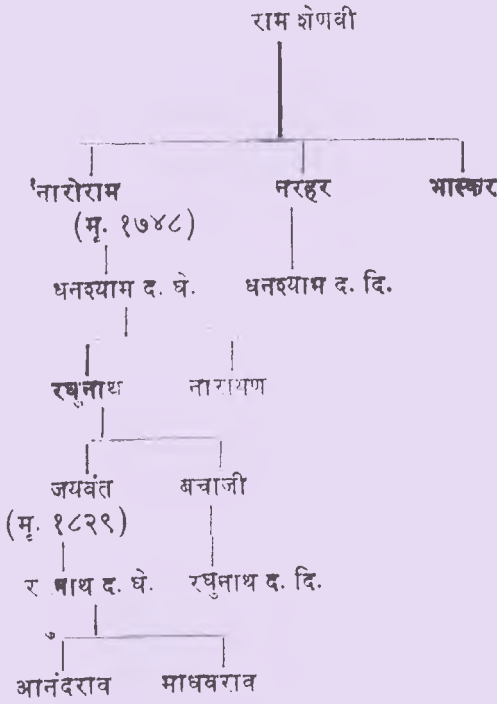 राम शेणवी
नारोराम नरहर भास्कर
(मृ. १७४८)
धनश्याम द. घे. धनश्याम द. दि.
रघुनाथ नारायण
जयवंत बचाजी
(मृ. १८२९)
द. घे. रघुनाथ द. दि.
आनंदराव माधवराव